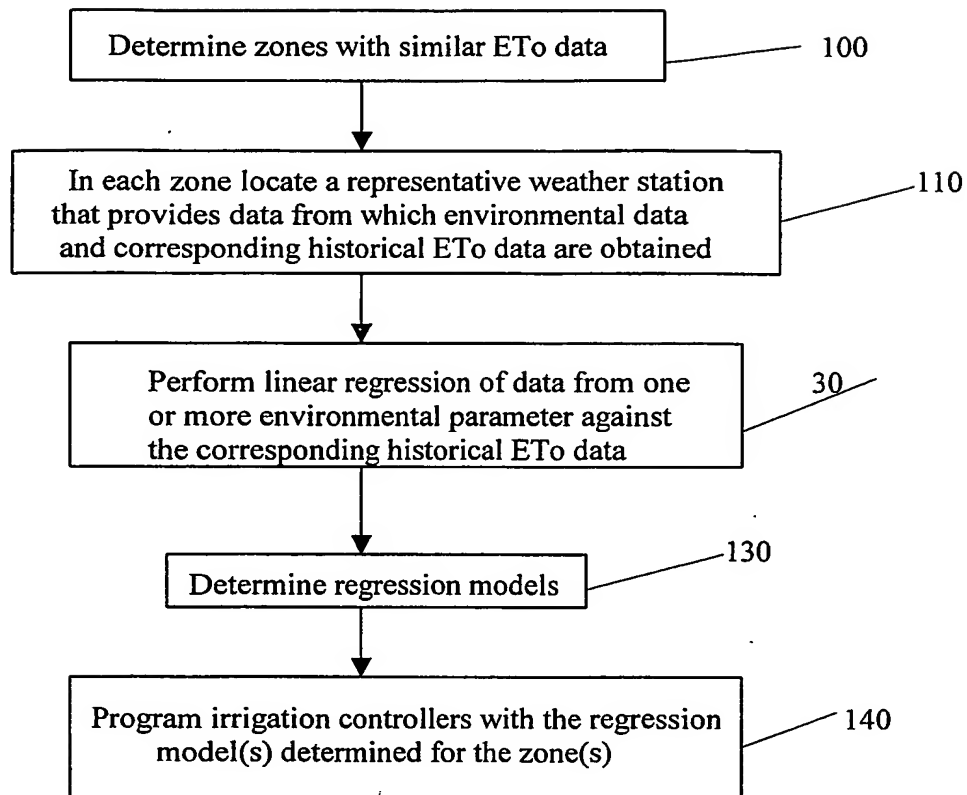 Determine zones with similar ETo data
100
In each zone locate a representative weather station
that provides data from which environmental data
and corresponding historical ETo data are obtained
110
Perform linear regression of data from one
or more environmental parameter against
the corresponding historical ETo data
30
Determine regression models
130
Program irrigation controllers with the regression
model(s) determined for the zone(s)
140